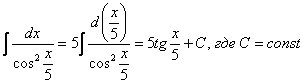 ∫ dx / cos² x/5 = 5 ∫ d(x/5) / cos² x/5 = 5tg x/5 + C, где C = const